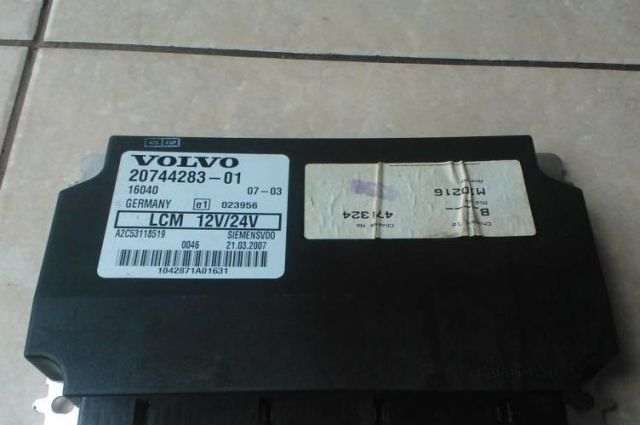 VOLVO
20744283-01
16040 07-03
GERMANY e1 023956
LCM 12V/24V
A2C53118519 SIEMENSVDO
0046 21.03.2007
1042871A01631
M10216
B